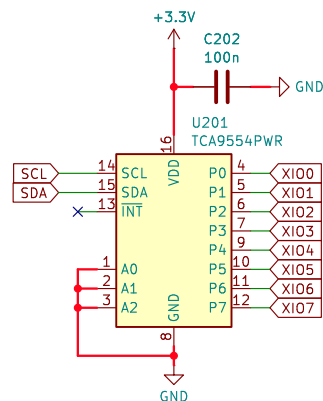 +3.3V
C202
100n
GND
U201
TCA9554PWR
16
VDD
SCL 14 SCL P0 4 XIO0
SDA 15 SDA P1 5 XIO1
13 INT P2 6 XIO2
P3 7 XIO3
P4 9 XIO4
1 A0 P5 10 XIO5
2 A1 P6 11 XIO6
3 A2 P7 12 XIO7
GND
8
GND